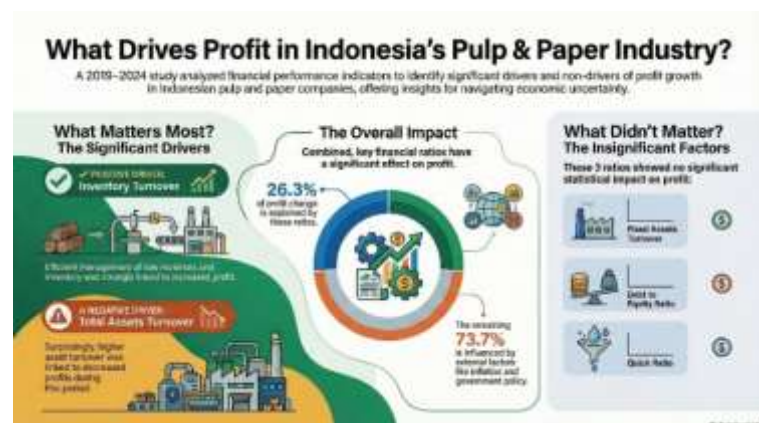 What Drives Profit in Indonesia's Pulp & Paper Industry?
A 2019–2024 study analyzed financial performance indicators to identify significant drivers and non-drivers of profit growth
in Indonesian pulp and paper companies, offering insights for navigating economic uncertainty.
What Matters Most?
The Significant Drivers
A POSITIVE DRIVER:
Inventory Turnover
Efficient management of raw materials and
inventory was strongly linked to increased profit.
A NEGATIVE DRIVER:
Total Assets Turnover
Surprisingly, higher
asset turnover was
linked to decreased
profits during
this period.
The Overall Impact
Combined, key financial ratios have
a significant effect on profit.
26.3%
of profit change
is explained by
these ratios.
The remaining
73.7%
is influenced by
external factors
like inflation and
government policy.
What Didn't Matter?
The Insignificant Factors
These 3 ratios showed no significant
statistical impact on profit:
Fixed Assets
Turnover
Debt to
Equity Ratio
Quick Ratio